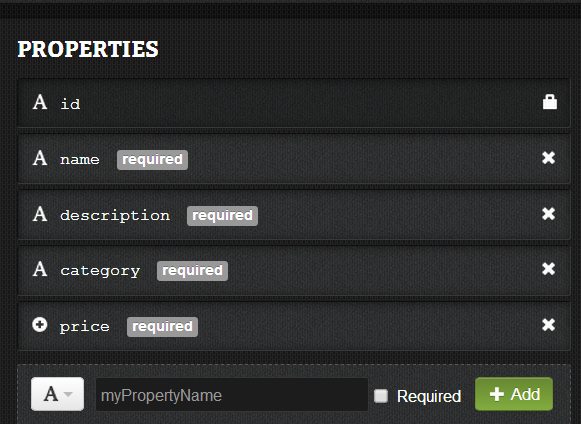 PROPERTIES
A id
A name required
A description required
A category required
price required
A myPropertyName Required + Add